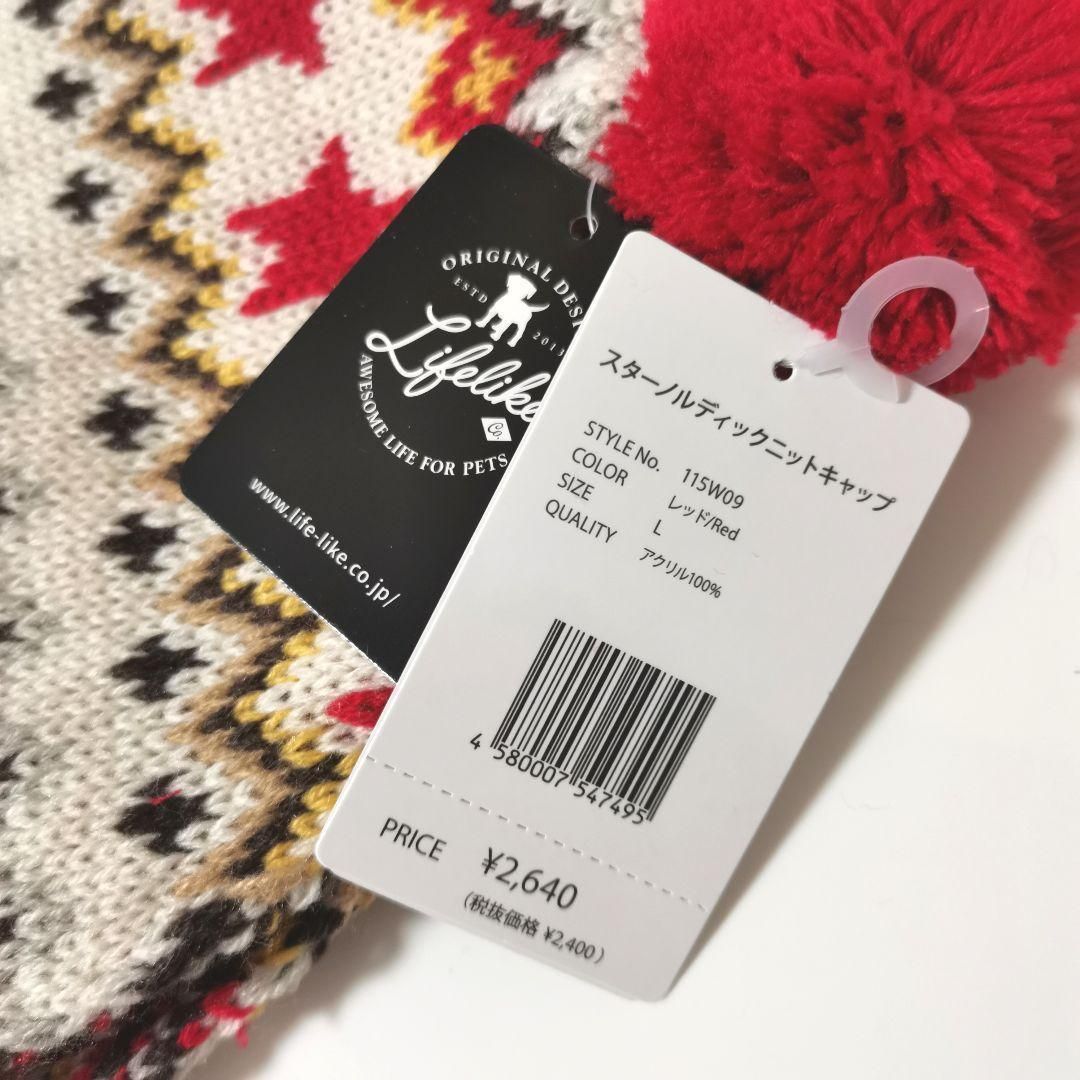 ORIGINAL DESI
ESTD 2013
Lifelike
Co.
AWESOME LIFE FOR PETS
www.life-like.co.jp/
スターノルディックニットキャップ
STYLE No. 115W09
COLOR レッド/Red
SIZE L
QUALITY アクリル100%
4 580007 547495
PRICE ¥2,640
(税抜価格 ¥2,400)